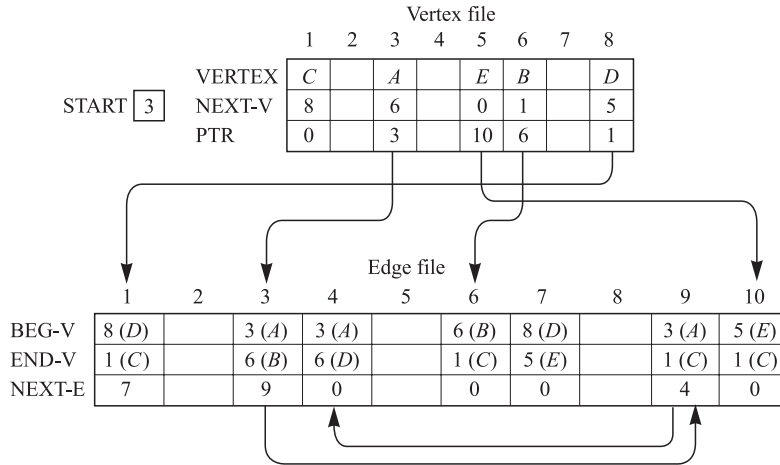 Vertex file
1 2 3 4 5 6 7 8
VERTEX C A E B D
START 3 NEXT-V 8 6 0 1 5
PTR 0 3 10 6 1
Edge file
1 2 3 4 5 6 7 8 9 10
BEG-V 8 (D) 3 (A) 3 (A) 6 (B) 8 (D) 3 (A) 5 (E)
END-V 1 (C) 6 (B) 6 (D) 1 (C) 5 (E) 1 (C) 1 (C)
NEXT-E 7 9 0 0 0 4 0